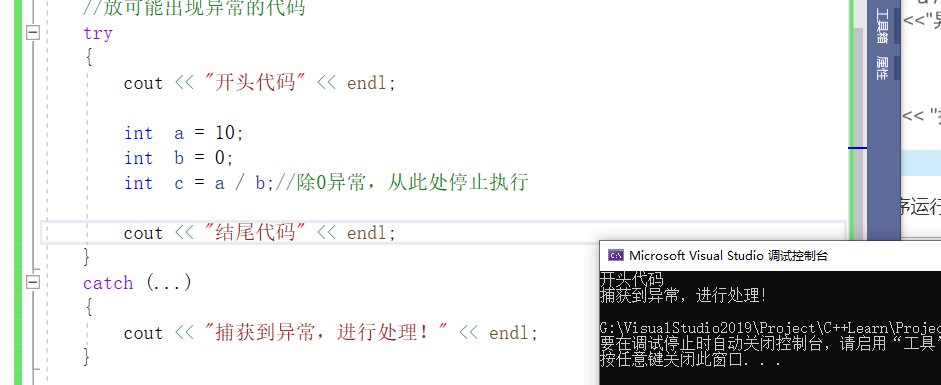 //放可能出现异常的代码
try
{
cout << "开头代码" << endl;
int a = 10;
int b = 0;
int c = a / b;//除0异常，从此处停止执行
cout << "结尾代码" << endl;
}
catch (...)
{
cout << "捕获到异常，进行处理！" << endl;
}
工具箱
属性
<<"
<< "
序运行
Microsoft Visual Studio 调试控制台
开头代码
捕获到异常，进行处理！
G:\VisualStudio2019\Project\C++Learn\Projec
要在调试停止时自动关闭控制台，请启用“工具”
按任意键关闭此窗口. . .